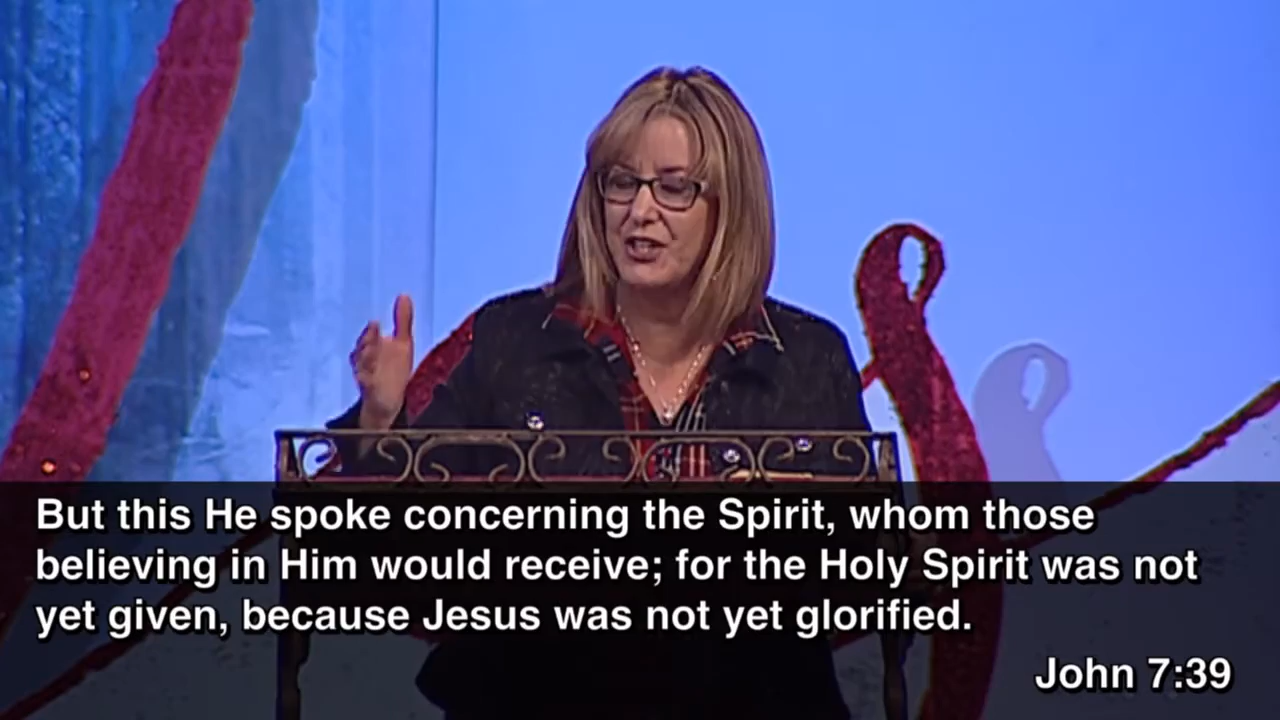 But this He spoke concerning the Spirit, whom those
believing in Him would receive; for the Holy Spirit was not
yet given, because Jesus was not yet glorified.
John 7:39